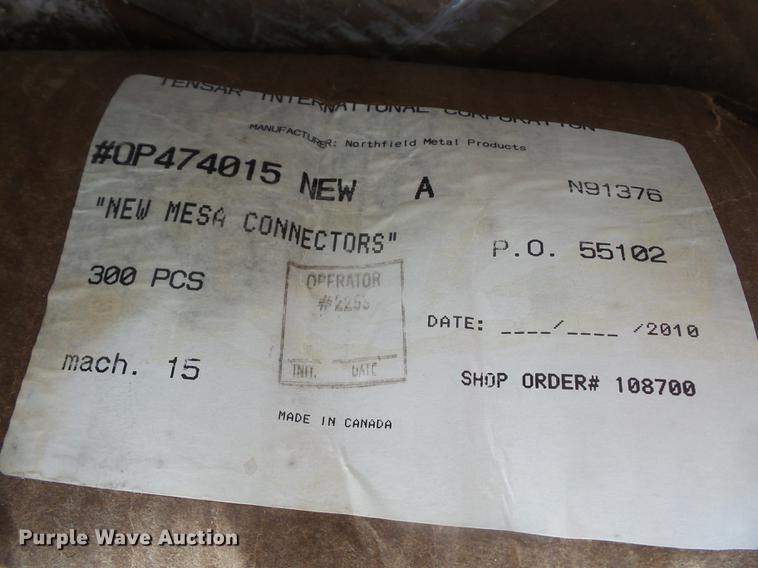 TENSAR INTERNATIONAL CORPORATION
MANUFACTURER: Northfield Metal Products
#OP474015 NEW A N91376
"NEW MESA CONNECTORS"
P.O. 55102
300 PCS
OPERATOR
#2253
DATE: ____/____ /2010
mach. 15
INIT. DATE
SHOP ORDER# 108700
MADE IN CANADA
Purple Wave Auction